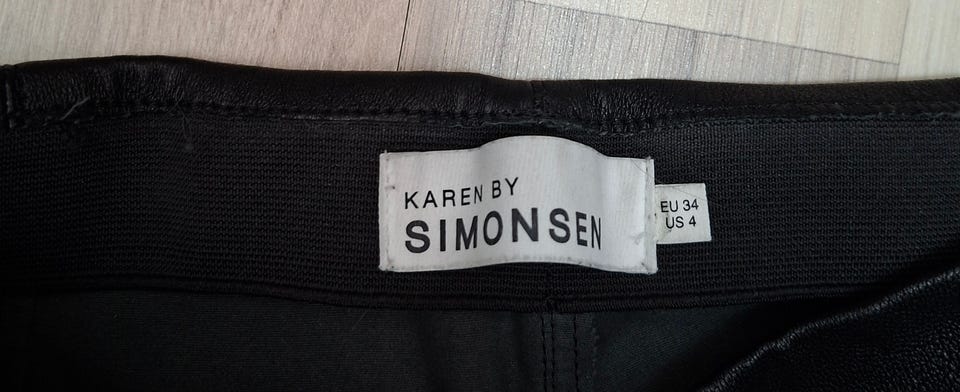 KAREN BY
SIMONSEN
EU 34
US 4